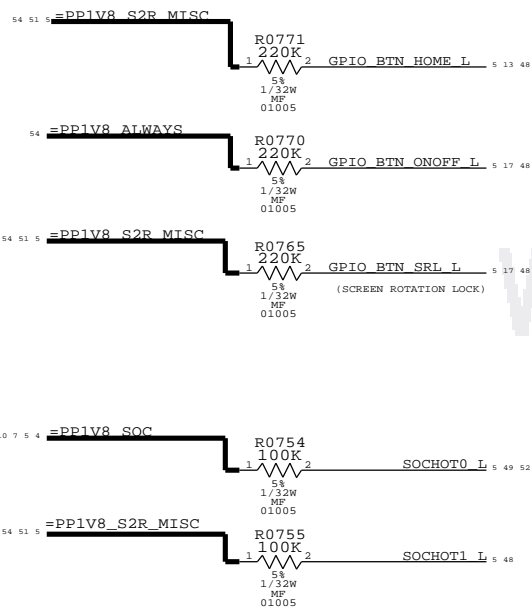 54 51 5 =PP1V8_S2R_MISC
R0771
220K
1 2 GPIO_BTN_HOME_L 5 13 48
5%
1/32W
MF
01005
54 =PP1V8_ALWAYS
R0770
220K
1 2 GPIO_BTN_ONOFF_L 5 17 48
5%
1/32W
MF
01005
54 51 5 =PP1V8_S2R_MISC
R0765
220K
1 2 GPIO_BTN_SRL_L 5 17 48
5%
(SCREEN ROTATION LOCK)
1/32W
MF
01005
7 5 4 =PP1V8_SOC
R0754
100K
1 2 SOCHOT0_L 5 49 52
5%
1/32W
MF
01005
54 51 5 =PP1V8_S2R_MISC
R0755
100K
1 2 SOCHOT1_L 5 48
5%
1/32W
MF
01005